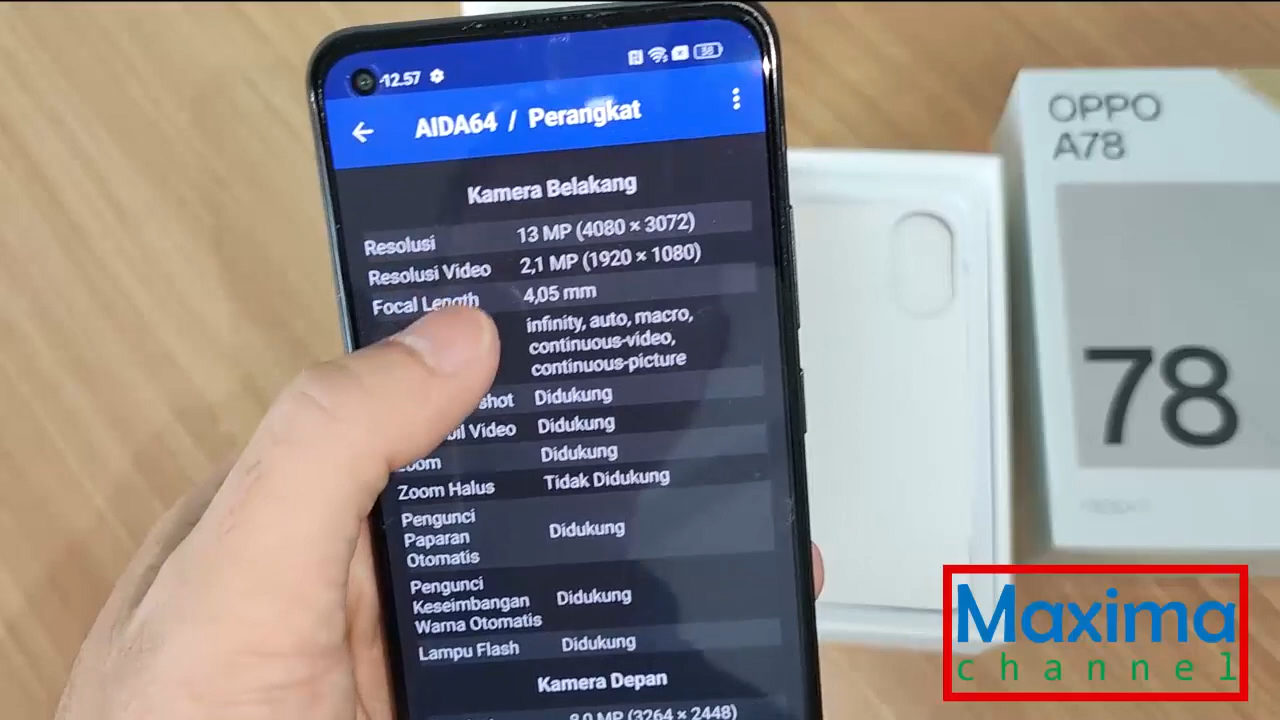 12.57
38
AIDA64 / Perangkat
Kamera Belakang
Resolusi 13 MP (4080 × 3072)
Resolusi Video 2,1 MP (1920 × 1080)
Focal Length 4,05 mm
infinity, auto, macro,
continuous-video,
continuous-picture
shot Didukung
il Video Didukung
Zoom Didukung
Zoom Halus Tidak Didukung
Pengunci
Paparan
Otomatis
Didukung
Pengunci
Keseimbangan
Warna Otomatis
Didukung
Lampu Flash Didukung
Kamera Depan
8,0 MP (3264 × 2448)
OPPO
A78
78
Maxima
channel